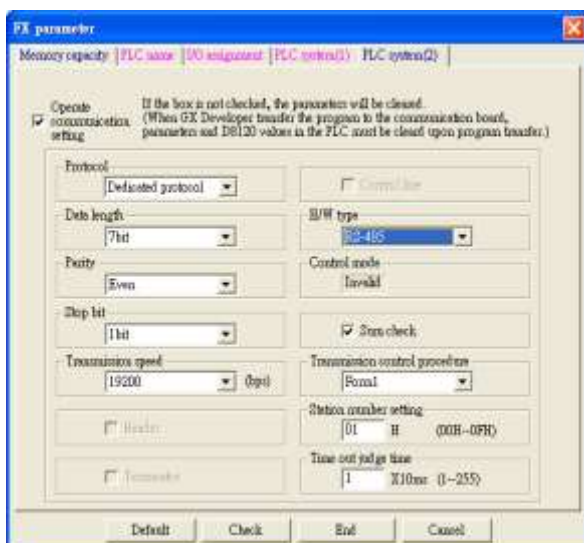 FX parameter
Memory capacity PLC name I/O assignment PLC system(1) PLC system(2)
Operate communication setting
If the box is not checked, the parameters will be cleared.
(When GX Developer transfer the program to the communication board,
parameters and D8120 values in the PLC must be cleard upon program transfer.)
Protocol
Dedicated protocol
Control line
Data length
7bit
H/W type
RS-485
Parity
Even
Control mode
Invalid
Stop bit
1bit
Sum check
Transmission speed
19200 (bps)
Transmission control procedure
Form1
Header
Station number setting
01 H (00H--0FH)
Terminator
Time out judge time
1 X10ms (1--255)
Default Check End Cancel